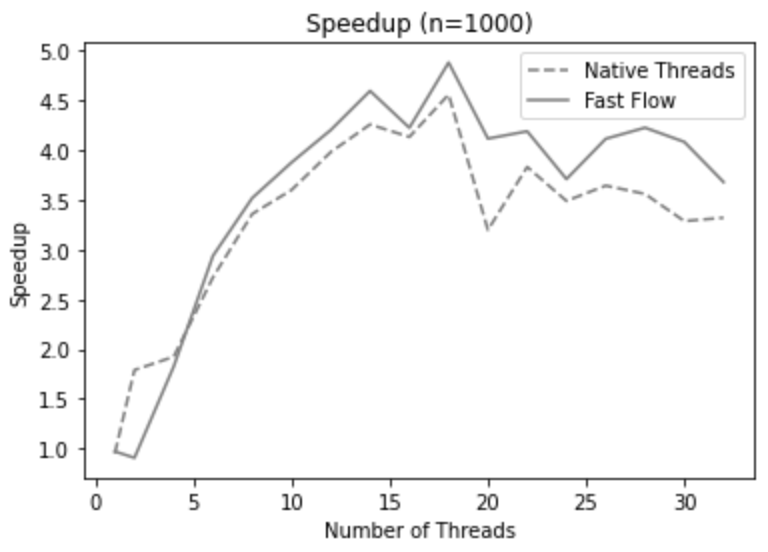 Speedup (n=1000)
Native Threads
Fast Flow
Speedup
5.0
4.5
4.0
3.5
3.0
2.5
2.0
1.5
1.0
0 5 10 15 20 25 30
Number of Threads